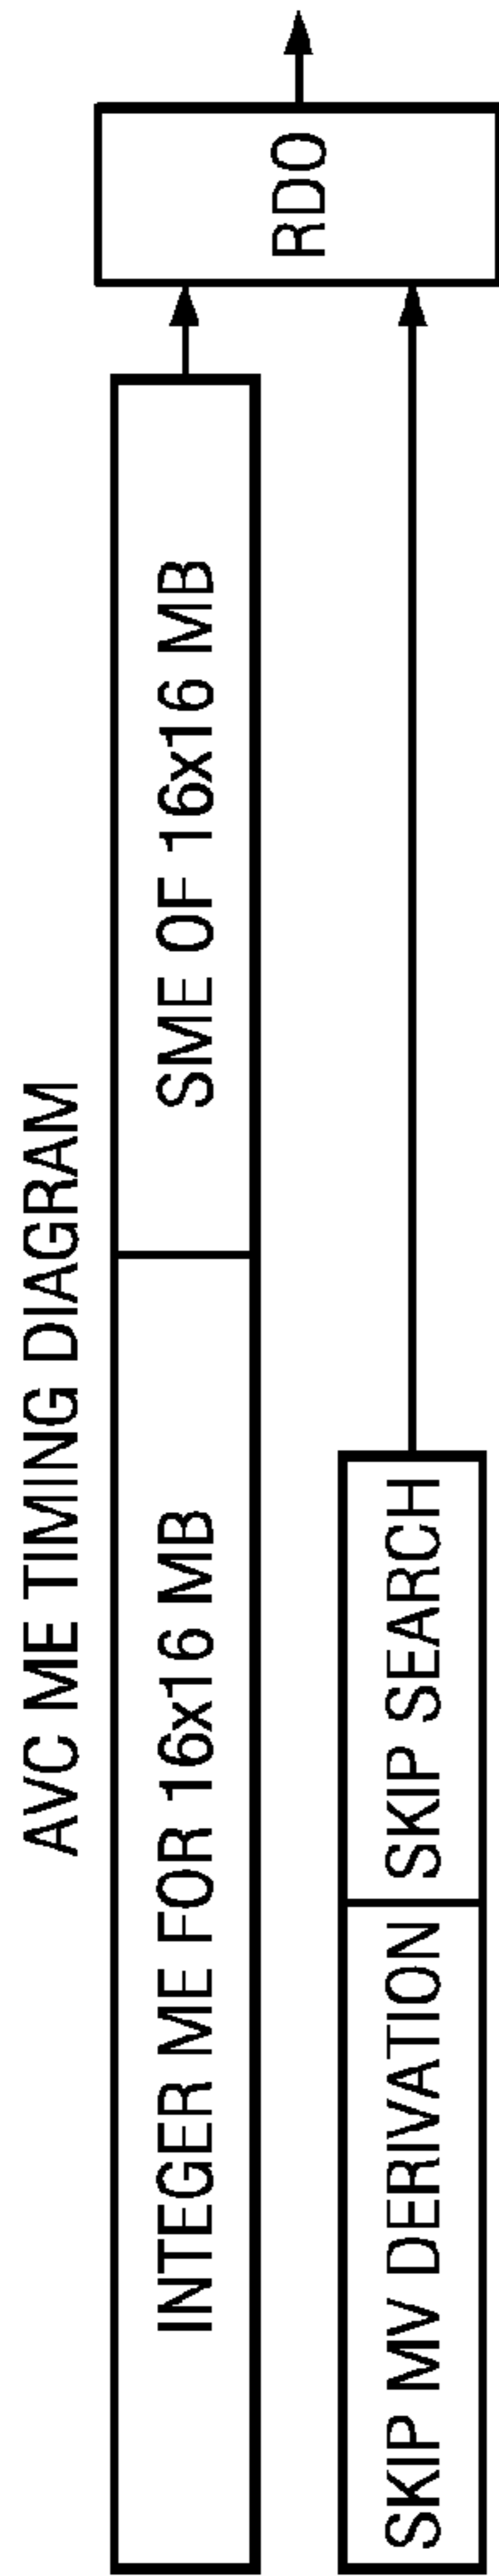 AVC ME TIMING DIAGRAM
INTEGER ME FOR 16x16 MB
SME OF 16x16 MB
SKIP MV DERIVATION
SKIP SEARCH
RDO